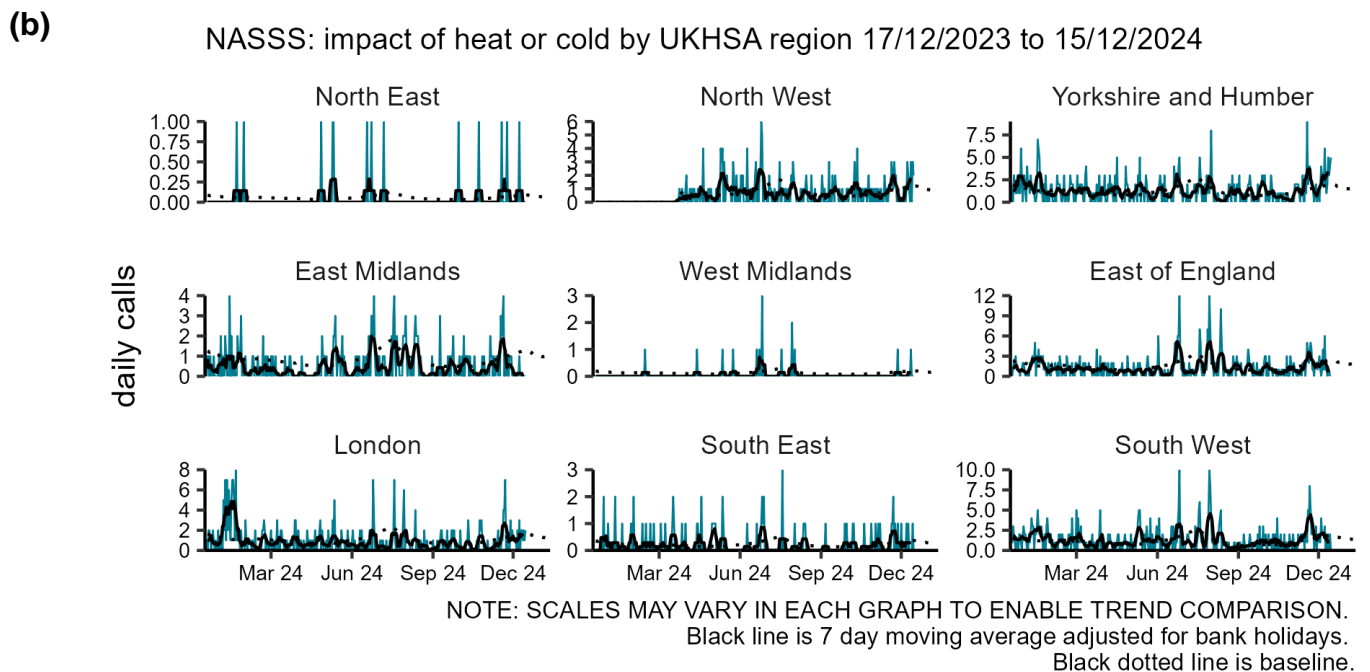 (b)
NASSS: impact of heat or cold by UKHSA region 17/12/2023 to 15/12/2024
North East
1.00
0.75
0.50
0.25
0.00
North West
6
5
4
3
2
1
0
Yorkshire and Humber
7.5
5.0
2.5
0.0
daily calls
East Midlands
4
3
2
1
0
West Midlands
3
2
1
0
East of England
12
9
6
3
0
London
8
6
4
2
0
Mar 24 Jun 24 Sep 24 Dec 24
South East
3
2
1
0
Mar 24 Jun 24 Sep 24 Dec 24
South West
10.0
7.5
5.0
2.5
0.0
Mar 24 Jun 24 Sep 24 Dec 24
NOTE: SCALES MAY VARY IN EACH GRAPH TO ENABLE TREND COMPARISON.
Black line is 7 day moving average adjusted for bank holidays.
Black dotted line is baseline.